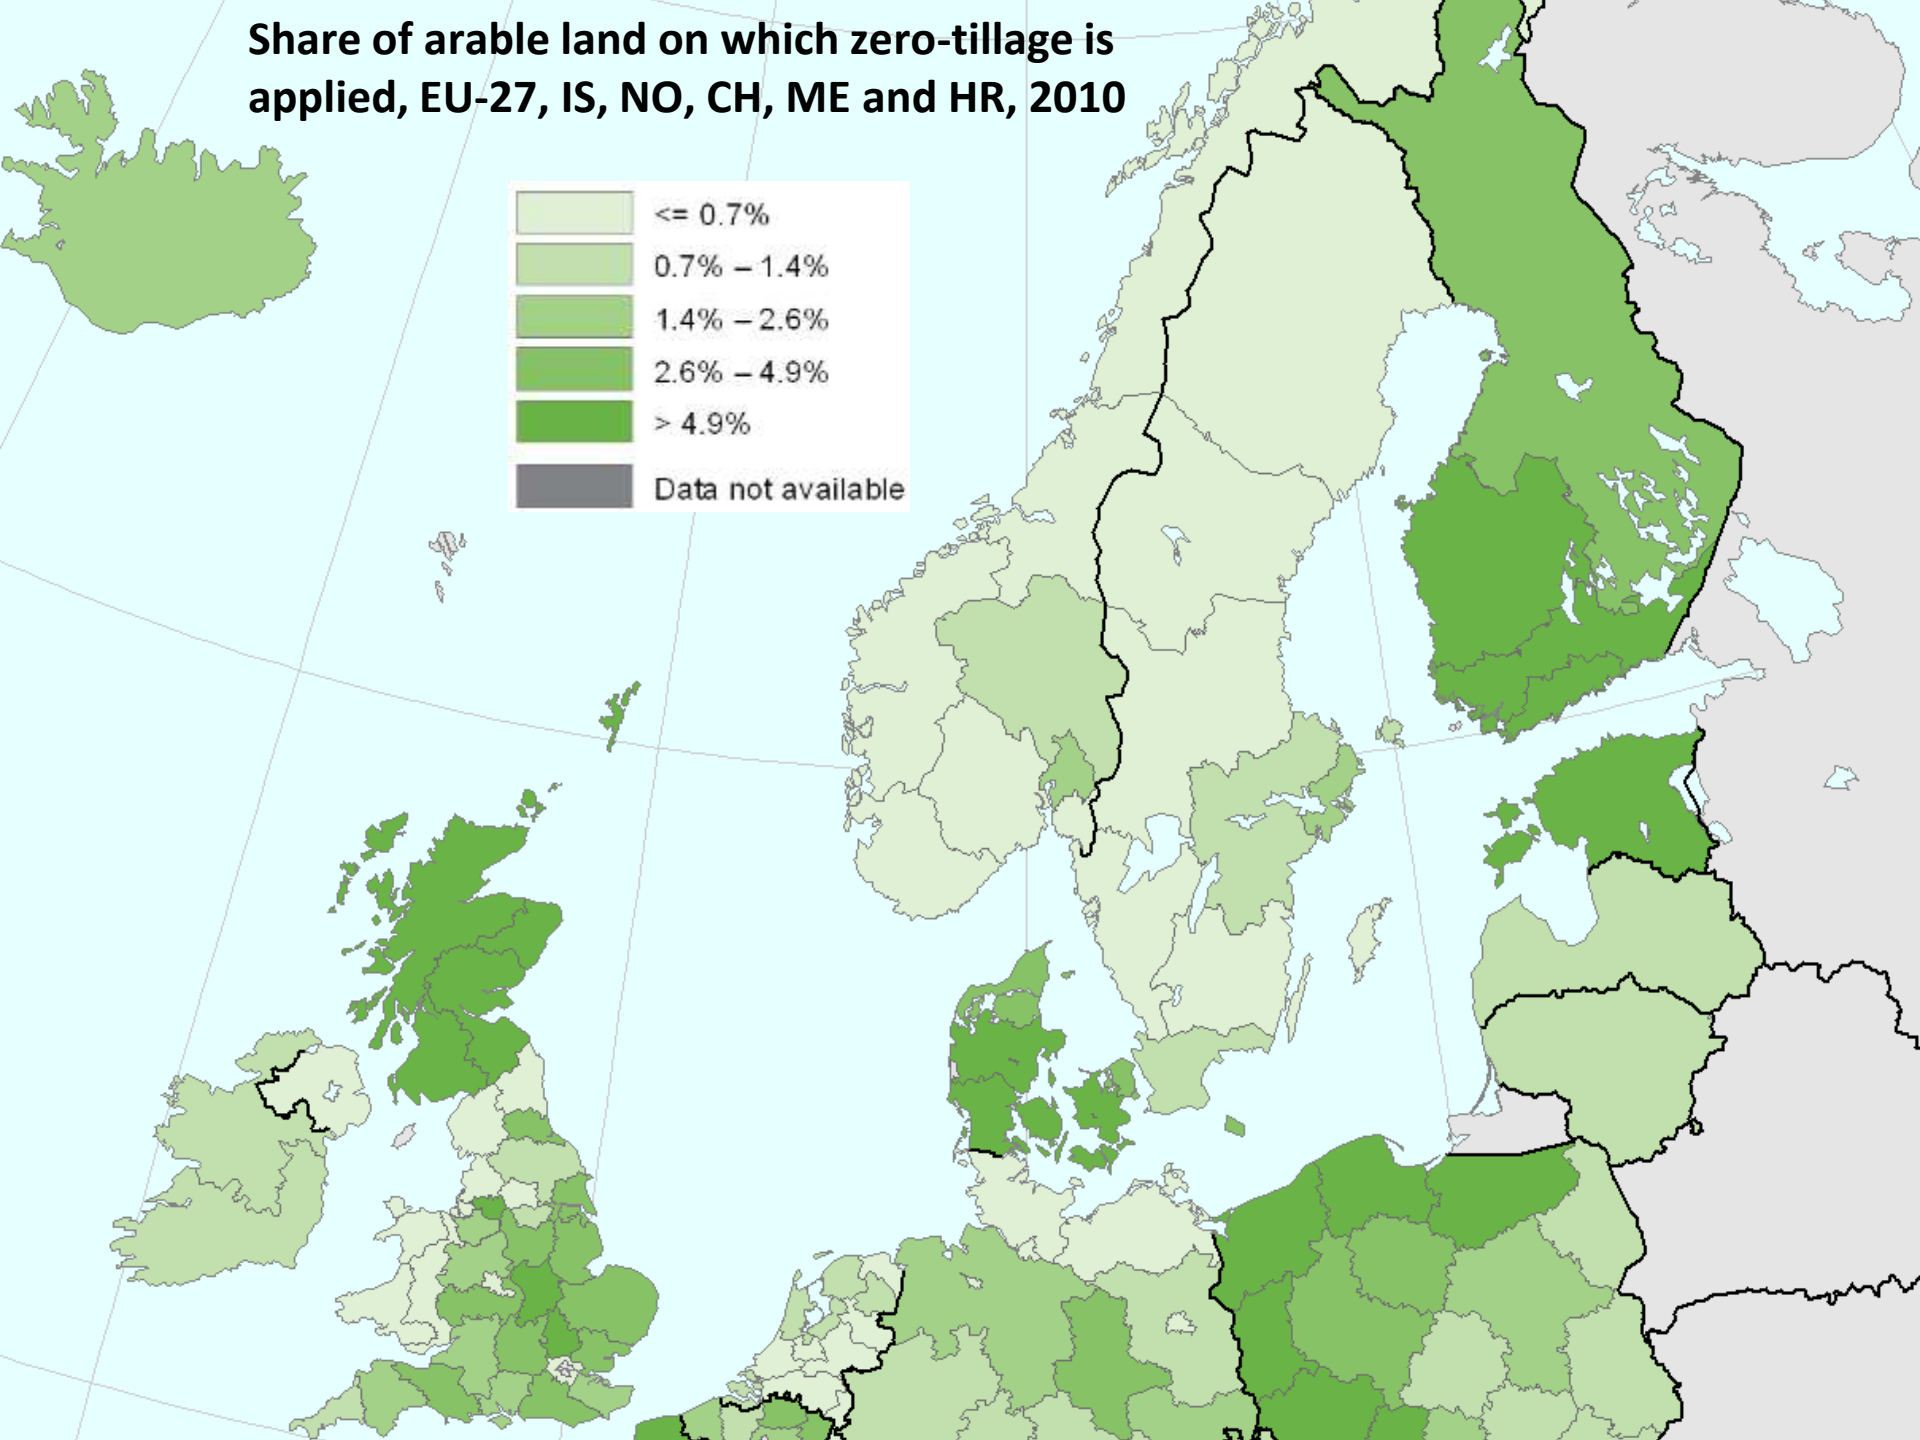 Share of arable land on which zero-tillage is
applied, EU-27, IS, NO, CH, ME and HR, 2010
<= 0.7%
0.7% – 1.4%
1.4% – 2.6%
2.6% – 4.9%
> 4.9%
Data not available